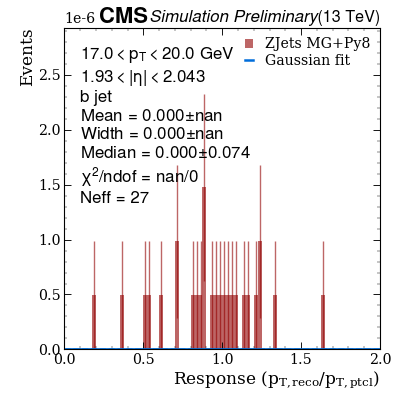 1e-6 CMS Simulation Preliminary (13 TeV)
Events
17.0 < pT < 20.0 GeV
1.93 < |η| < 2.043
b jet
Mean = 0.000±nan
Width = 0.000±nan
Median = 0.000±0.074
χ²/ndof = nan/0
Neff = 27
ZJets MG+Py8
Gaussian fit
2.5
2.0
1.5
1.0
0.5
0.0
0.0 0.5 1.0 1.5 2.0
Response (pT,reco/pT,ptcl)